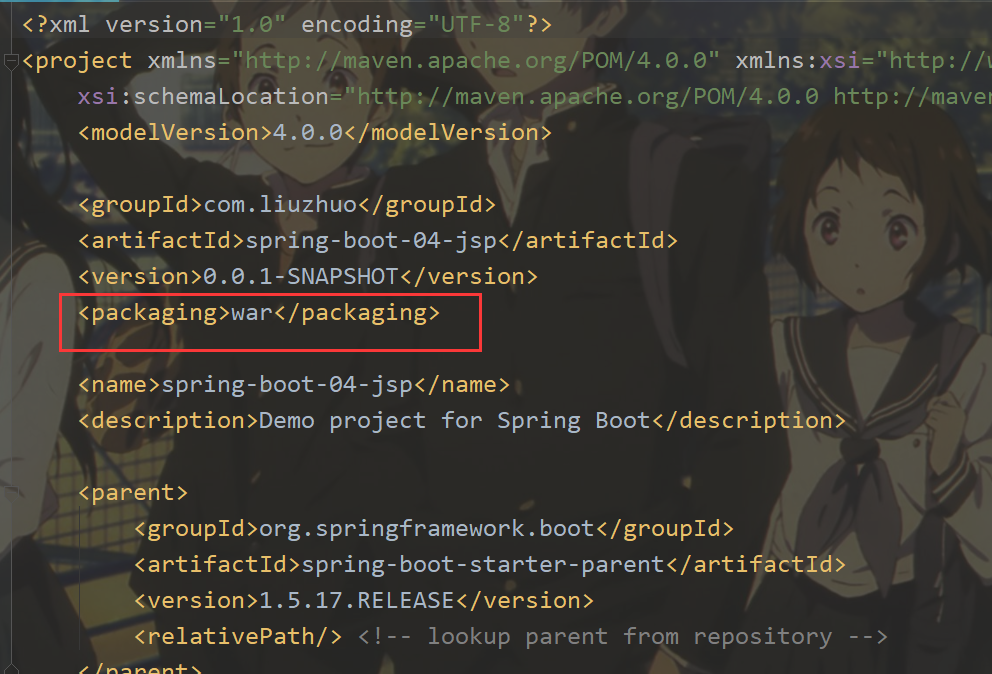 <?xml version="1.0" encoding="UTF-8"?>
<project xmlns="http://maven.apache.org/POM/4.0.0" xmlns:xsi="http://
xsi:schemaLocation="http://maven.apache.org/POM/4.0.0 http://maven
<modelVersion>4.0.0</modelVersion>
<groupId>com.liuzhuo</groupId>
<artifactId>spring-boot-04-jsp</artifactId>
<version>0.0.1-SNAPSHOT</version>
<packaging>war</packaging>
<name>spring-boot-04-jsp</name>
<description>Demo project for Spring Boot</description>
<parent>
<groupId>org.springframework.boot</groupId>
<artifactId>spring-boot-starter-parent</artifactId>
<version>1.5.17.RELEASE</version>
<relativePath/> <!-- lookup parent from repository -->
</parent>